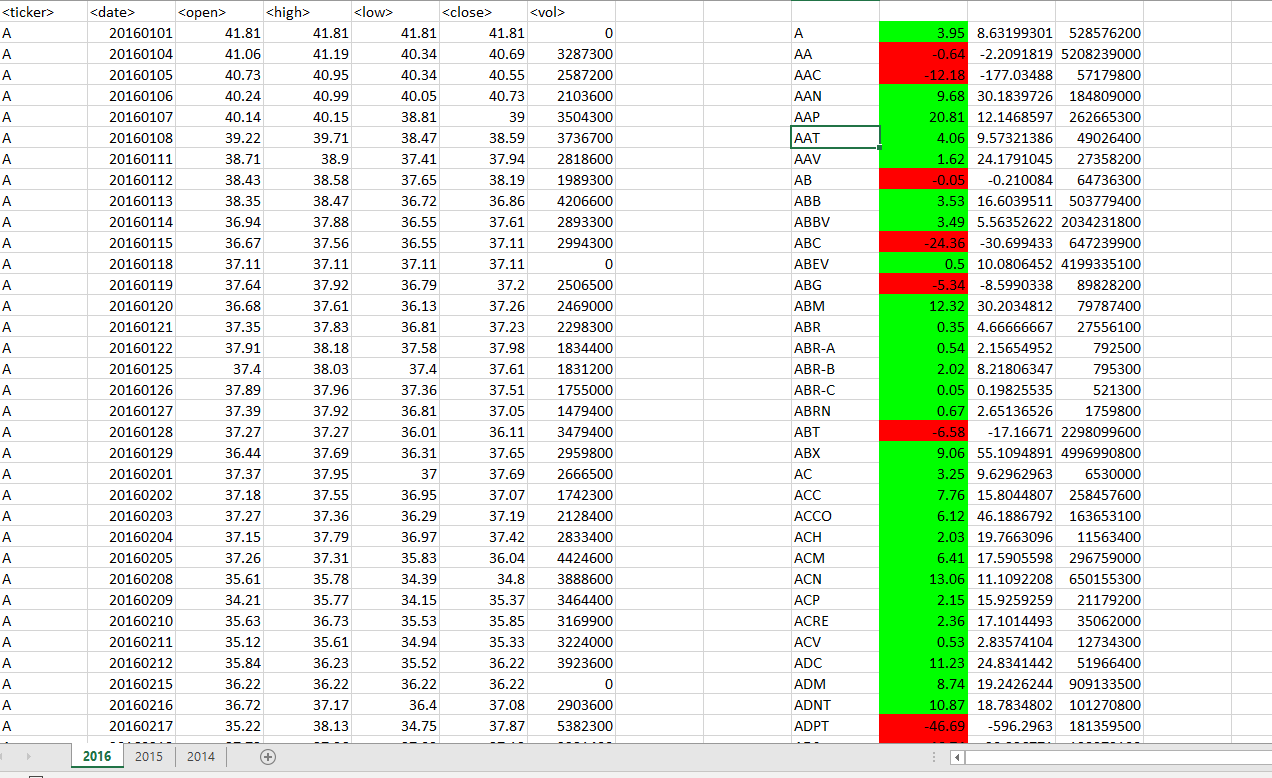 <ticker> <date> <open> <high> <low> <close> <vol>
A 20160101 41.81 41.81 41.81 41.81 0 A 3.95 8.63199301 528576200
A 20160104 41.06 41.19 40.34 40.69 3287300 AA -0.64 -2.2091819 5208239000
A 20160105 40.73 40.95 40.34 40.55 2587200 AAC -12.18 -177.03488 57179800
A 20160106 40.24 40.99 40.05 40.73 2103600 AAN 9.68 30.1839726 184809000
A 20160107 40.14 40.15 38.81 39 3504300 AAP 20.81 12.1468597 262665300
A 20160108 39.22 39.71 38.47 38.59 3736700 AAT 4.06 9.57321386 49026400
A 20160111 38.71 38.9 37.41 37.94 2818600 AAV 1.62 24.1791045 27358200
A 20160112 38.43 38.58 37.65 38.19 1989300 AB -0.05 -0.210084 64736300
A 20160113 38.35 38.47 36.72 36.86 4206600 ABB 3.53 16.6039511 503779400
A 20160114 36.94 37.88 36.55 37.61 2893300 ABBV 3.49 5.56352622 2034231800
A 20160115 36.67 37.56 36.55 37.11 2994300 ABC -24.36 -30.699433 647239900
A 20160118 37.11 37.11 37.11 37.11 0 ABEV 0.5 10.0806452 4199335100
A 20160119 37.64 37.92 36.79 37.2 2506500 ABG -5.34 -8.5990338 89828200
A 20160120 36.68 37.61 36.13 37.26 2469000 ABM 12.32 30.2034812 79787400
A 20160121 37.35 37.83 36.81 37.23 2298300 ABR 0.35 4.66666667 27556100
A 20160122 37.91 38.18 37.58 37.98 1834400 ABR-A 0.54 2.15654952 792500
A 20160125 37.4 38.03 37.4 37.61 1831200 ABR-B 2.02 8.21806347 795300
A 20160126 37.89 37.96 37.36 37.51 1755000 ABR-C 0.05 0.19825535 521300
A 20160127 37.39 37.92 36.81 37.05 1479400 ABRN 0.67 2.65136526 1759800
A 20160128 37.27 37.27 36.01 36.11 3479400 ABT -6.58 -17.16671 2298099600
A 20160129 36.44 37.69 36.31 37.65 2959800 ABX 9.06 55.1094891 4996990800
A 20160201 37.37 37.95 37 37.69 2666500 AC 3.25 9.62962963 6530000
A 20160202 37.18 37.55 36.95 37.07 1742300 ACC 7.76 15.8044807 258457600
A 20160203 37.27 37.36 36.29 37.19 2128400 ACCO 6.12 46.1886792 163653100
A 20160204 37.15 37.79 36.97 37.42 2833400 ACH 2.03 19.7663096 11563400
A 20160205 37.26 37.31 35.83 36.04 4424600 ACM 6.41 17.5905598 296759000
A 20160208 35.61 35.78 34.39 34.8 3888600 ACN 13.06 11.1092208 650155300
A 20160209 34.21 35.77 34.15 35.37 3464400 ACP 2.15 15.9259259 21179200
A 20160210 35.63 36.73 35.53 35.85 3169900 ACRE 2.36 17.1014493 35062000
A 20160211 35.12 35.61 34.94 35.33 3224000 ACV 0.53 2.83574104 12734300
A 20160212 35.84 36.23 35.52 36.22 3923600 ADC 11.23 24.8341442 51966400
A 20160215 36.22 36.22 36.22 36.22 0 ADM 8.74 19.2426244 909133500
A 20160216 36.72 37.17 36.4 37.08 2903600 ADNT 10.87 18.7834802 101270800
A 20160217 35.22 38.13 34.75 37.87 5382300 ADPT -46.69 -596.2963 181359500
2016 2015 2014